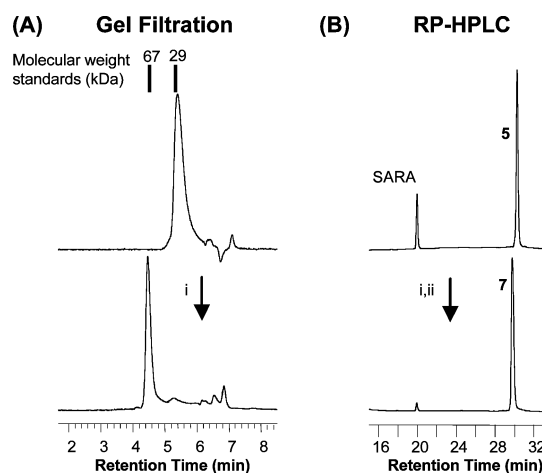 (A) Gel Filtration
Molecular weight standards (kDa)
67 29
i
2 3 4 5 6 7 8
Retention Time (min)
(B) RP-HPLC
SARA
5
i,ii
7
16 20 24 28 32
Retention Time (min)